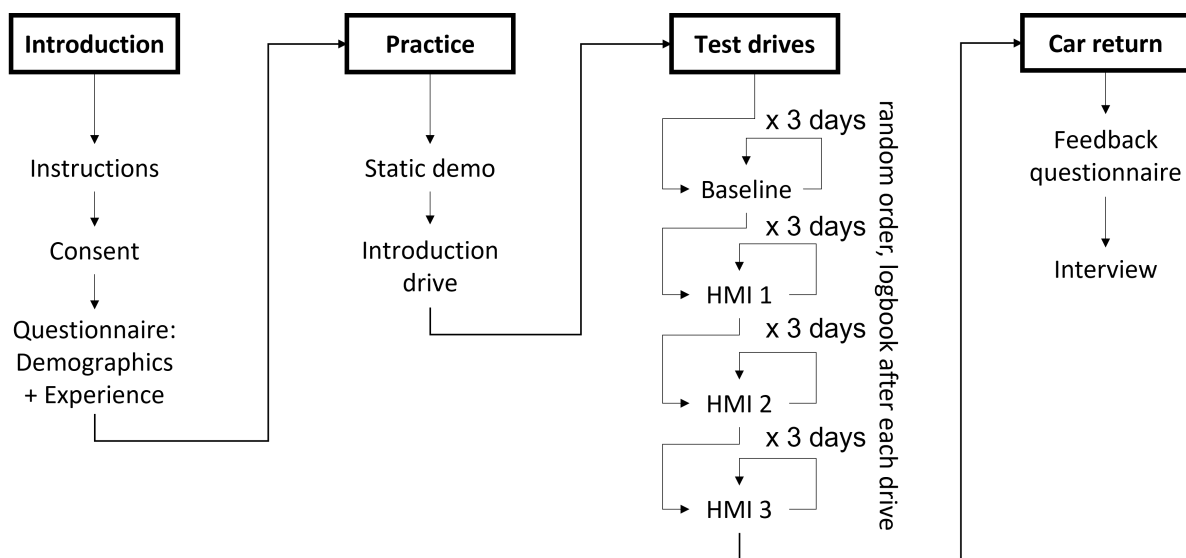 Introduction
Instructions
Consent
Questionnaire:
Demographics
+ Experience
Practice
Static demo
Introduction
drive
Test drives
x 3 days
Baseline
x 3 days
HMI 1
x 3 days
HMI 2
x 3 days
HMI 3
random order, logbook after each drive
Car return
Feedback
questionnaire
Interview